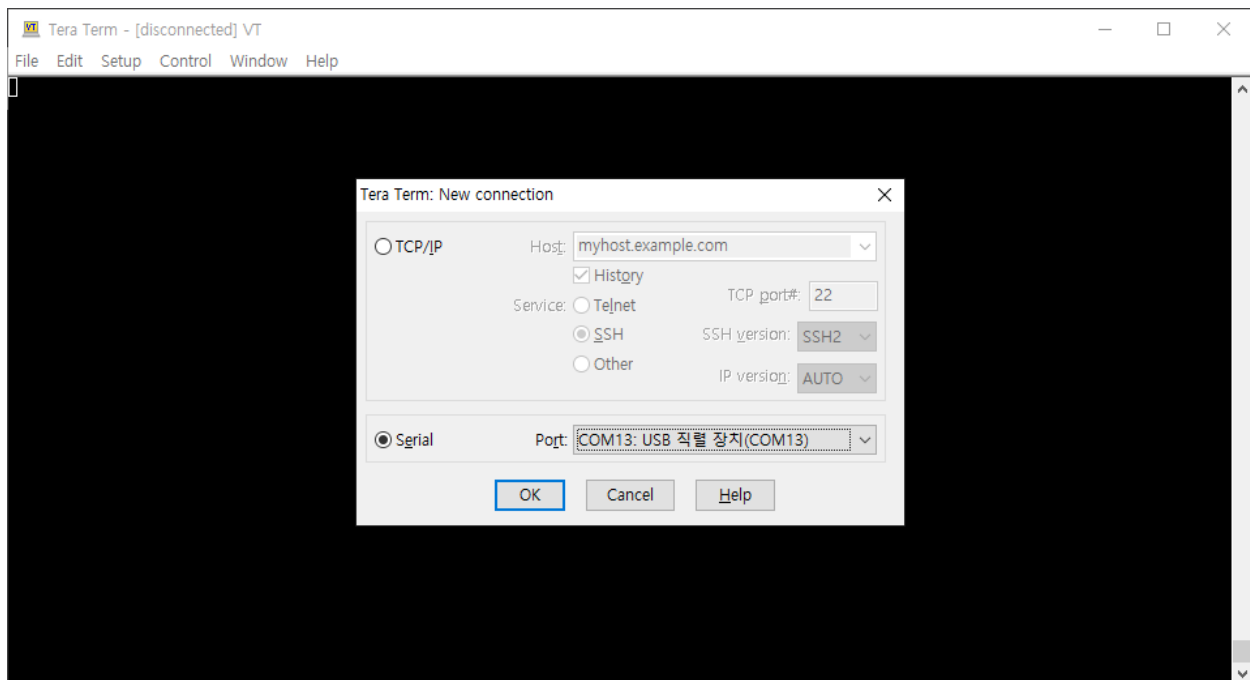 VT Tera Term - [disconnected] VT
File Edit Setup Control Window Help
Tera Term: New connection
TCP/IP Host: myhost.example.com
History
Service: Telnet TCP port#: 22
SSH SSH version: SSH2
Other IP version: AUTO
Serial Port: COM13: USB 직렬 장치(COM13)
OK Cancel Help